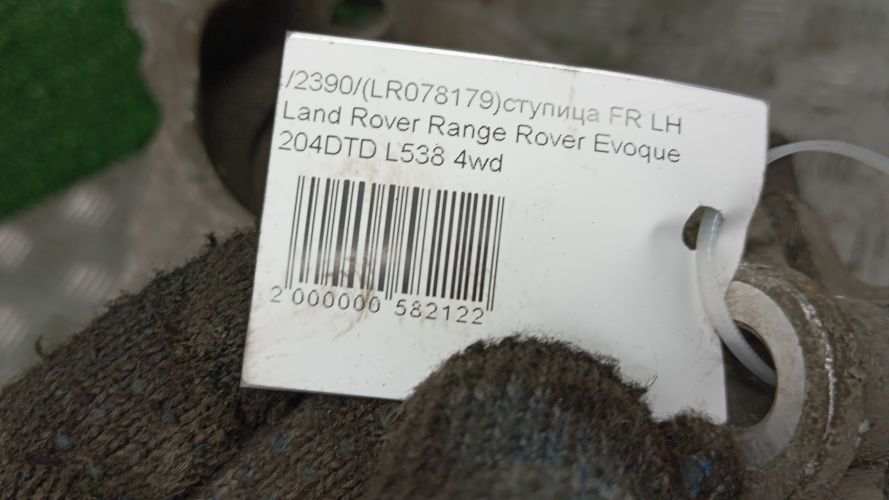 /2390/(LR078179)ступица FR LH
Land Rover Range Rover Evoque
204DTD L538 4wd
2 000000 582122